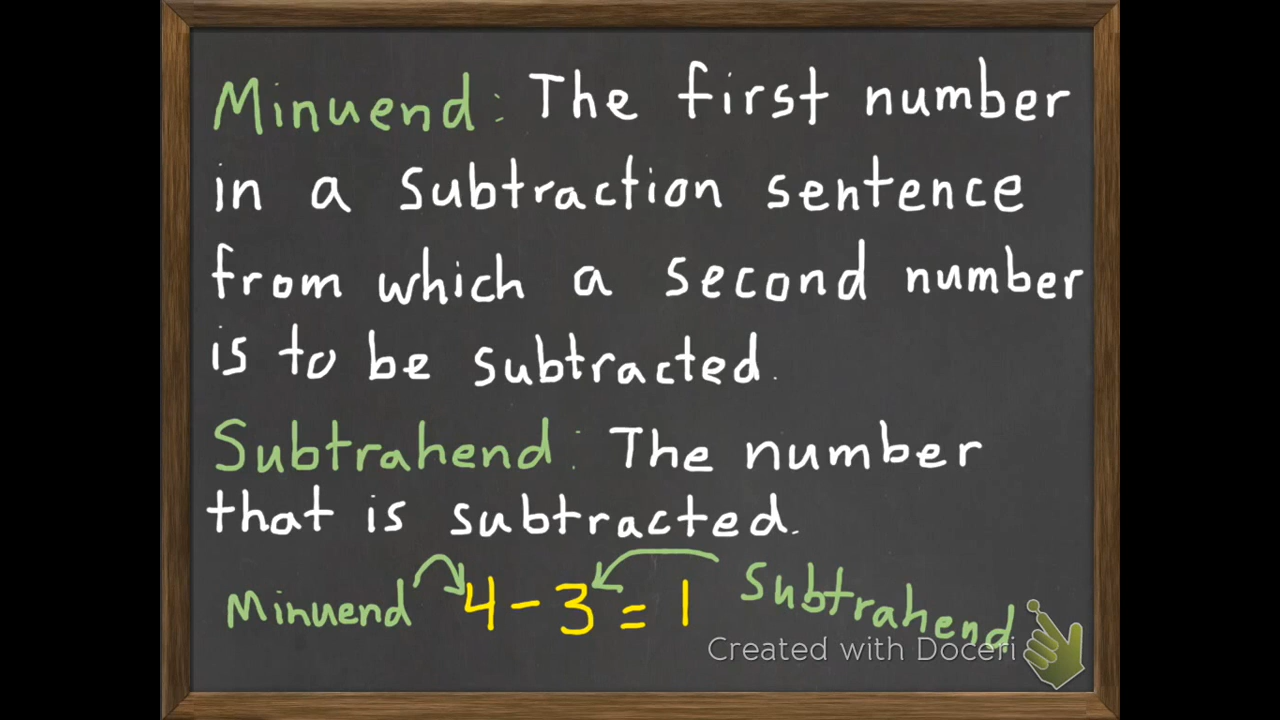 Minuend: The first number
in a subtraction sentence
from which a second number
is to be subtracted.
Subtrahend: The number
that is subtracted.
Minuend 4-3=1 Subtrahend
Created with Doceri